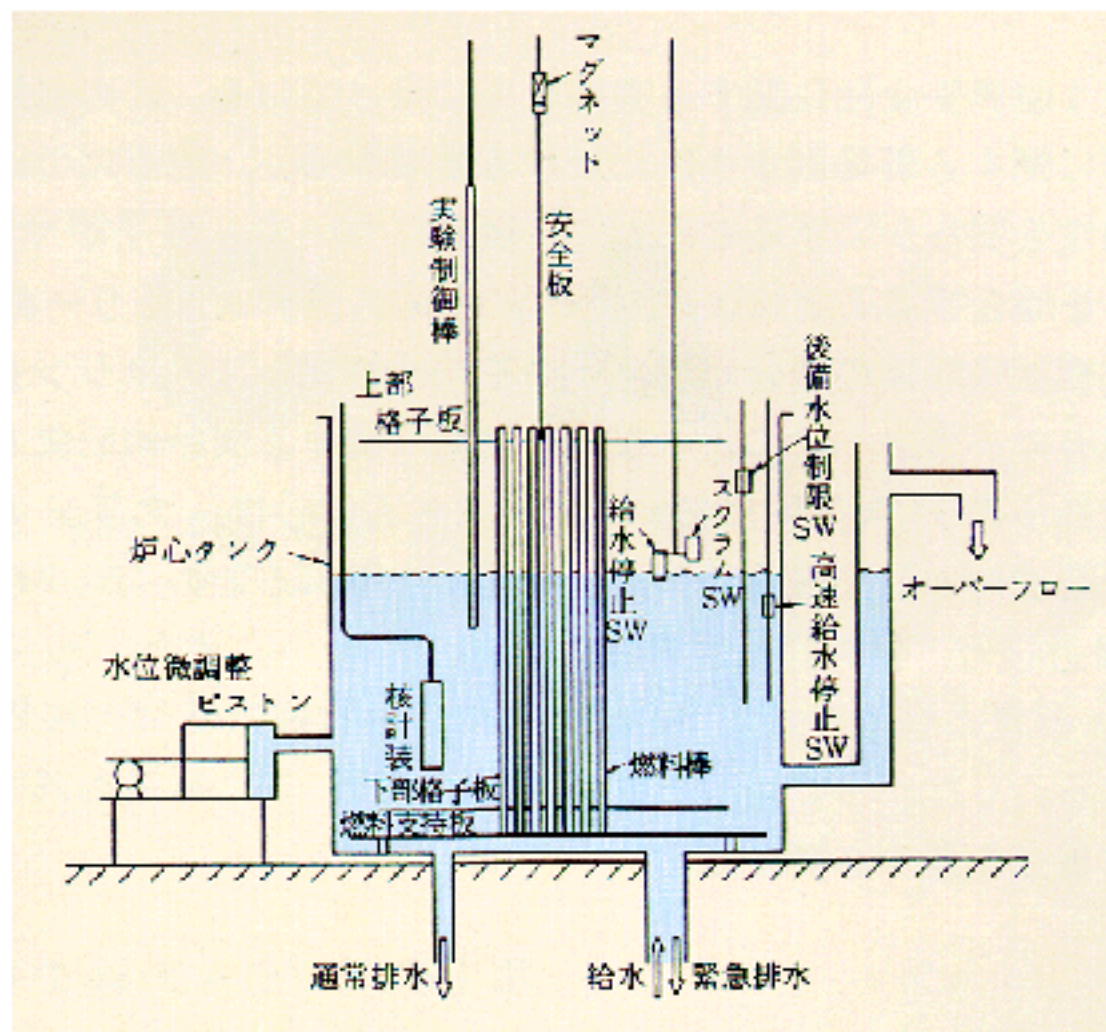 マグネット
実験制御棒
安全板
上部
格子板
後備水位制限SW
スクラムSW
給水停止SW
炉心タンク
オーバーフロー
高速給水停止SW
水位微調整
ピストン
核計装
燃料棒
下部格子板
燃料支持板
通常排水
給水
緊急排水